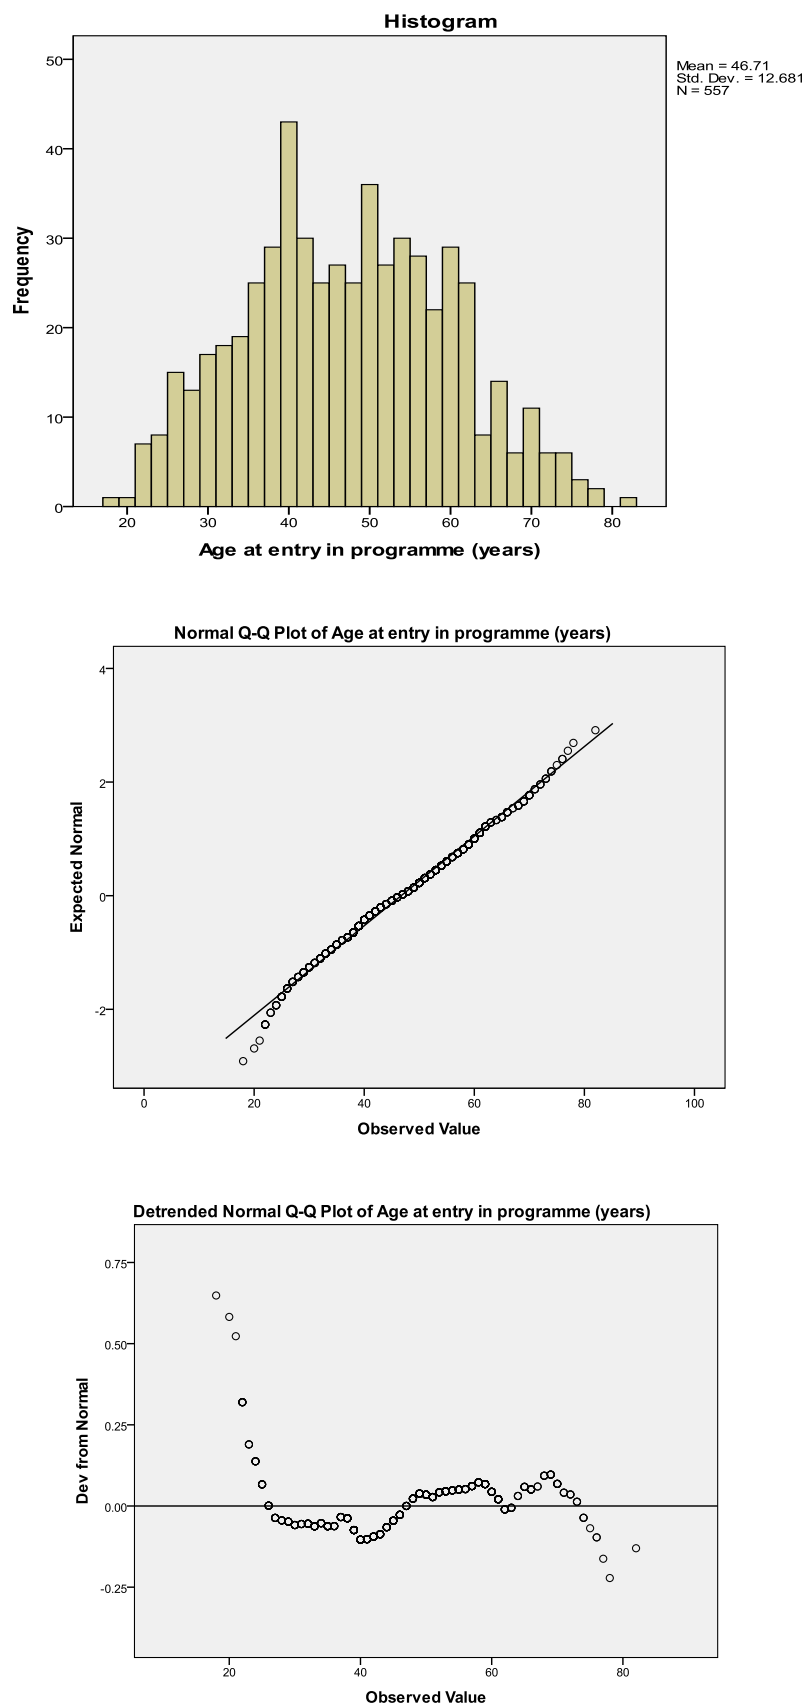 Histogram
Mean = 46.71
Std. Dev. = 12.681
N = 557
50
40
30
20
10
0
Frequency
20 30 40 50 60 70 80
Age at entry in programme (years)
Normal Q-Q Plot of Age at entry in programme (years)
4
2
0
-2
Expected Normal
0 20 40 60 80 100
Observed Value
Detrended Normal Q-Q Plot of Age at entry in programme (years)
0.75
0.50
0.25
0.00
-0.25
Dev from Normal
20 40 60 80
Observed Value